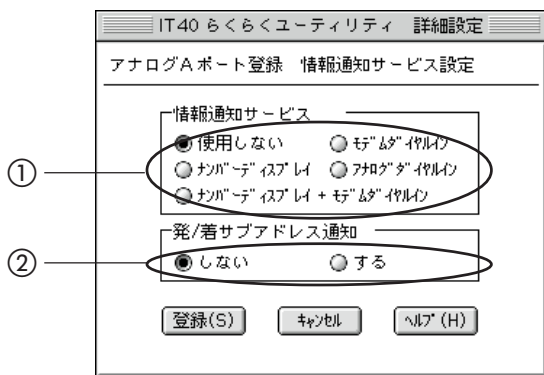 IT40 らくらくユーティリティ 詳細設定
アナログAポート登録 情報通知サービス設定
情報通知サービス
使用しない ﾓﾃﾞﾑﾀﾞｲﾔﾙｲﾝ
①
ﾅﾝﾊﾞｰﾃﾞｨｽﾌﾟﾚｲ ｱﾅﾛｸﾞﾀﾞｲﾔﾙｲﾝ
ﾅﾝﾊﾞｰﾃﾞｨｽﾌﾟﾚｲ + ﾓﾃﾞﾑﾀﾞｲﾔﾙｲﾝ
発/着サブアドレス通知
② しない する
登録(S) ｷｬﾝｾﾙ ﾍﾙﾌﾟ(H)